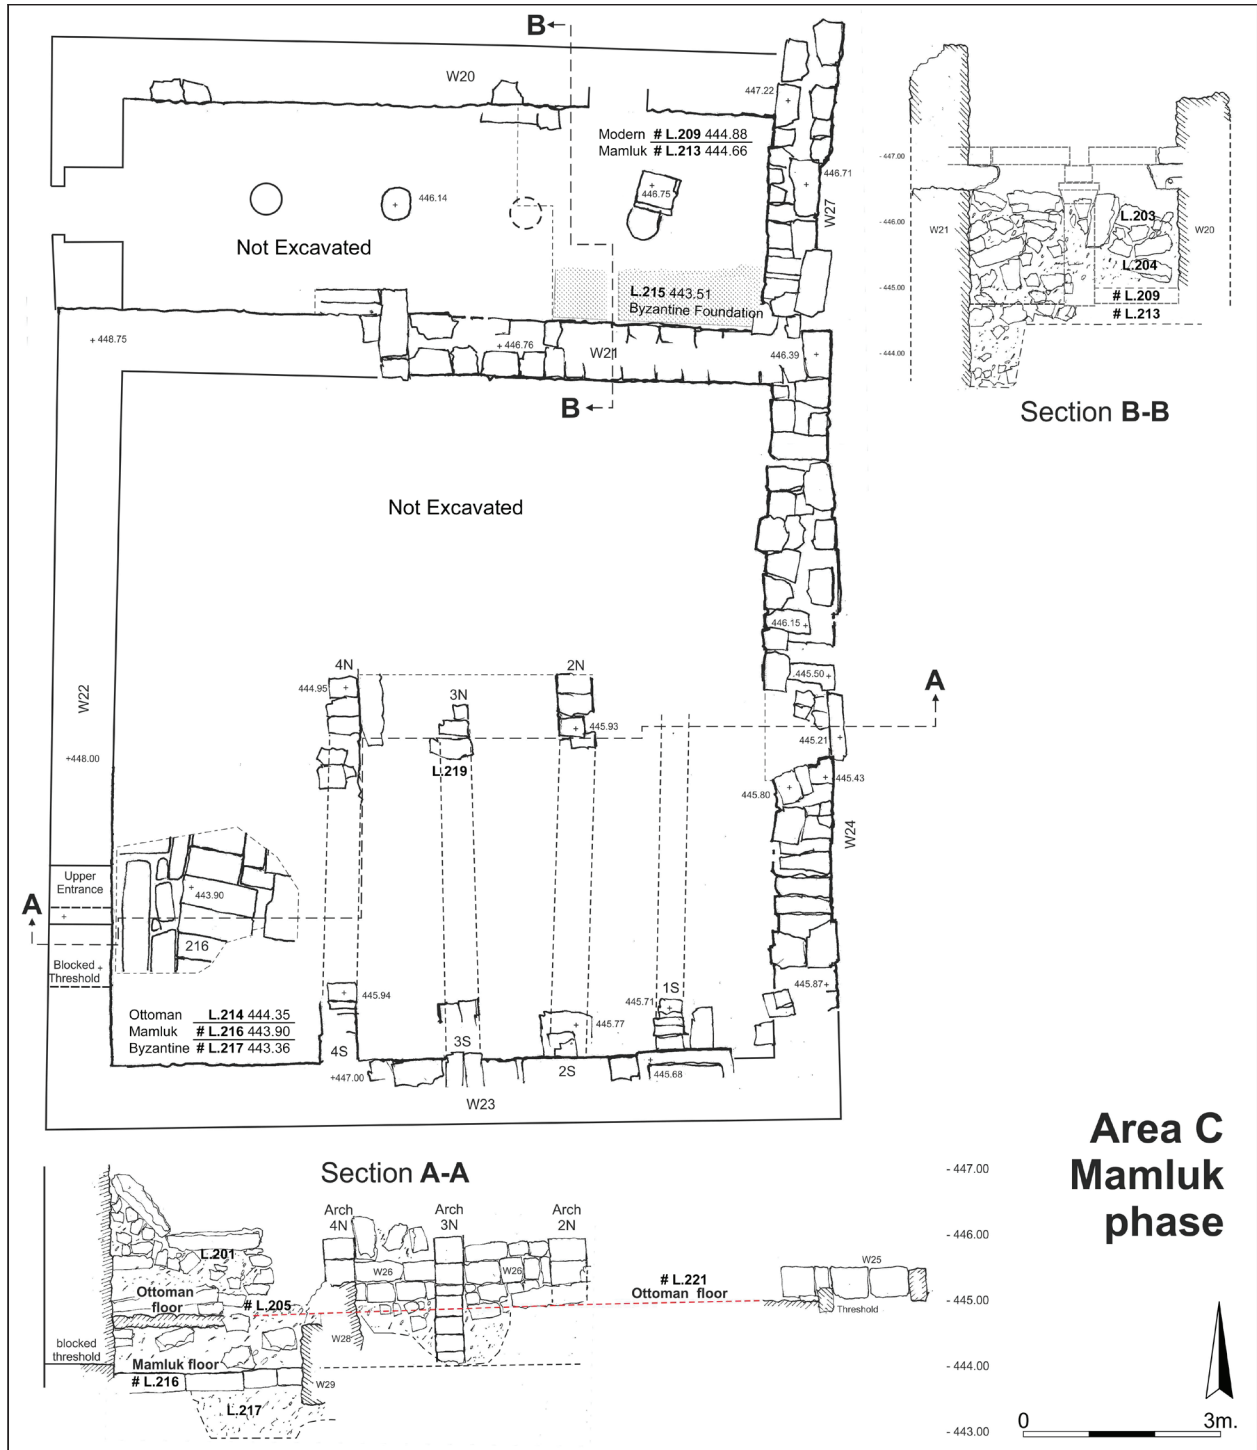 B
W20
447.22
Modern # L.209 444.88
Mamluk # L.213 444.66
446.75
446.71
446.14
W27
Not Excavated
L.215 443.51
Byzantine Foundation
448.75
446.76
W21
446.39
B
- 447.00
- 446.00
- 445.00
- 444.00
W21
L.203
W20
L.204
# L.209
# L.213
Section B-B
Not Excavated
446.15
4N
2N
444.95
3N
445.50
A
445.93
445.21
W22
448.00
L.219
445.43
445.80
W24
Upper
Entrance
443.90
A
216
Blocked
Threshold
445.94
1S
445.71
445.87
445.77
Ottoman L.214 444.35
Mamluk # L.216 443.90
Byzantine # L.217 443.36
4S
3S
2S
447.00
445.68
W23
Area C
Mamluk
phase
Section A-A
- 447.00
- 446.00
- 445.00
- 444.00
- 443.00
Arch
4N
Arch
3N
Arch
2N
L.201
W26
W26
W25
Ottoman
floor
# L.205
# L.221
Ottoman floor
Threshold
W28
blocked
threshold
Mamluk floor
# L.216
W29
L.217
0 3m.